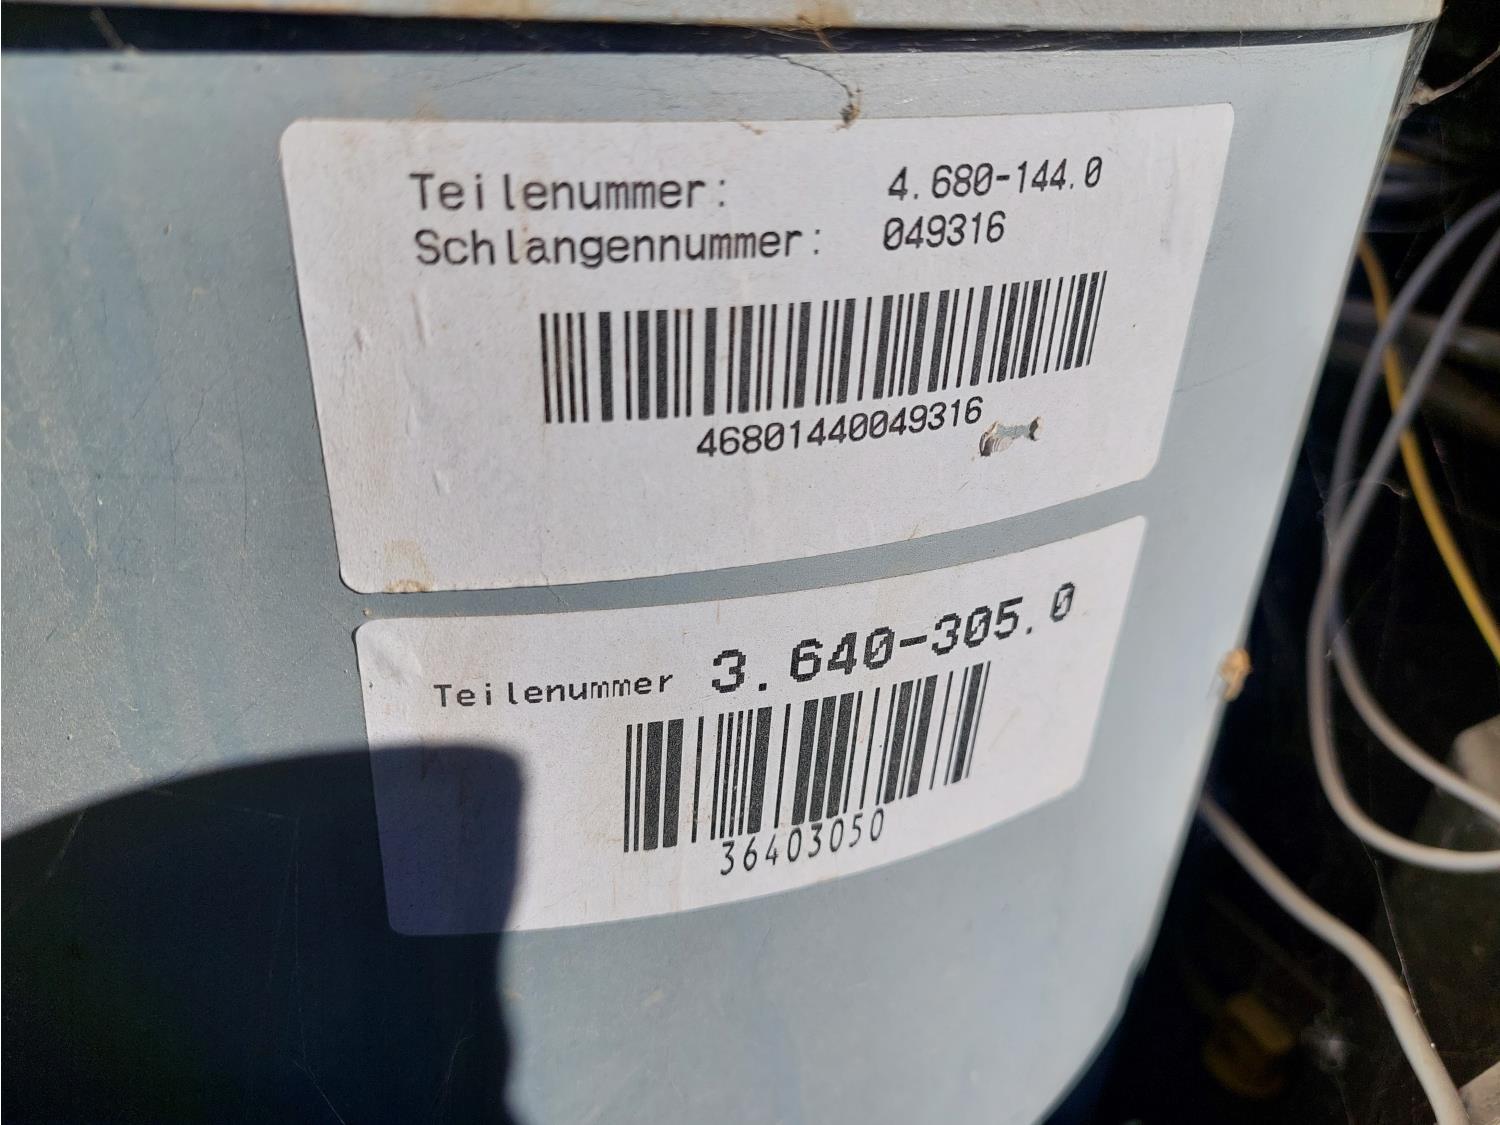 Teilenummer: 4.680-144.0
Schlangennummer: 049316
46801440049316
Teilenummer 3.640-305.0
36403050